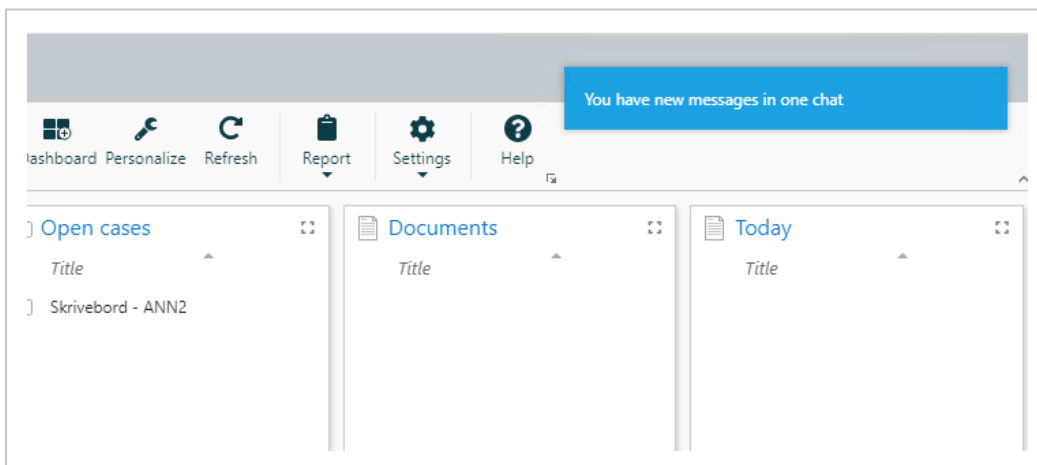 You have new messages in one chat
Dashboard Personalize Refresh Report Settings Help
Open cases Documents Today
Title Title Title
Skrivebord - ANN2